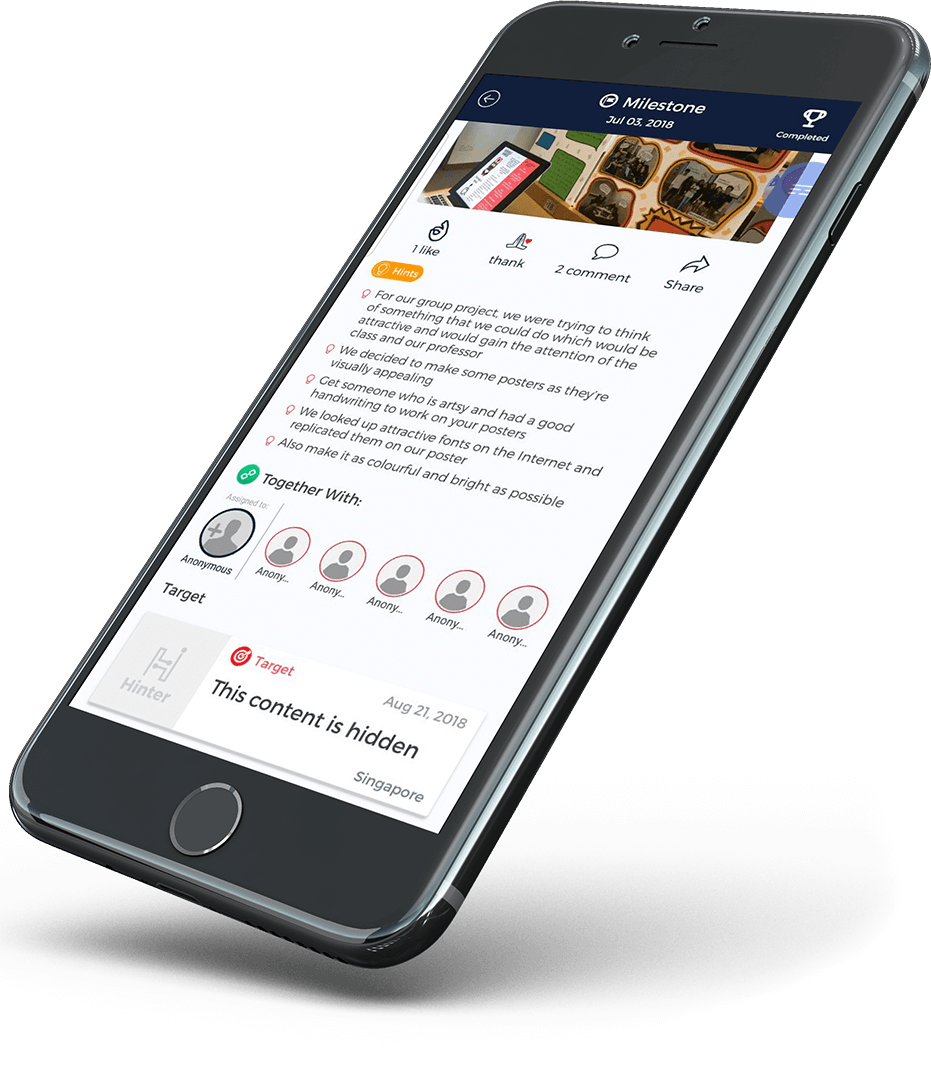 Milestone
Jul 03, 2018
Completed
1 like
thank
2 comment
Share
Hints
For our group project, we were trying to think
of something that we could do which would be
attractive and would gain the attention of the
class and our professor
We decided to make some posters as they're
visually appealing
Get someone who is artsy and had a good
handwriting to work on your posters
We looked up attractive fonts on the Internet and
replicated them on our poster
Also make it as colourful and bright as possible
Together With:
Assigned to:
Anonymous
Anony...
Anony...
Anony...
Anony...
Anony...
Target
Hinter
Target
Aug 21, 2018
This content is hidden
Singapore